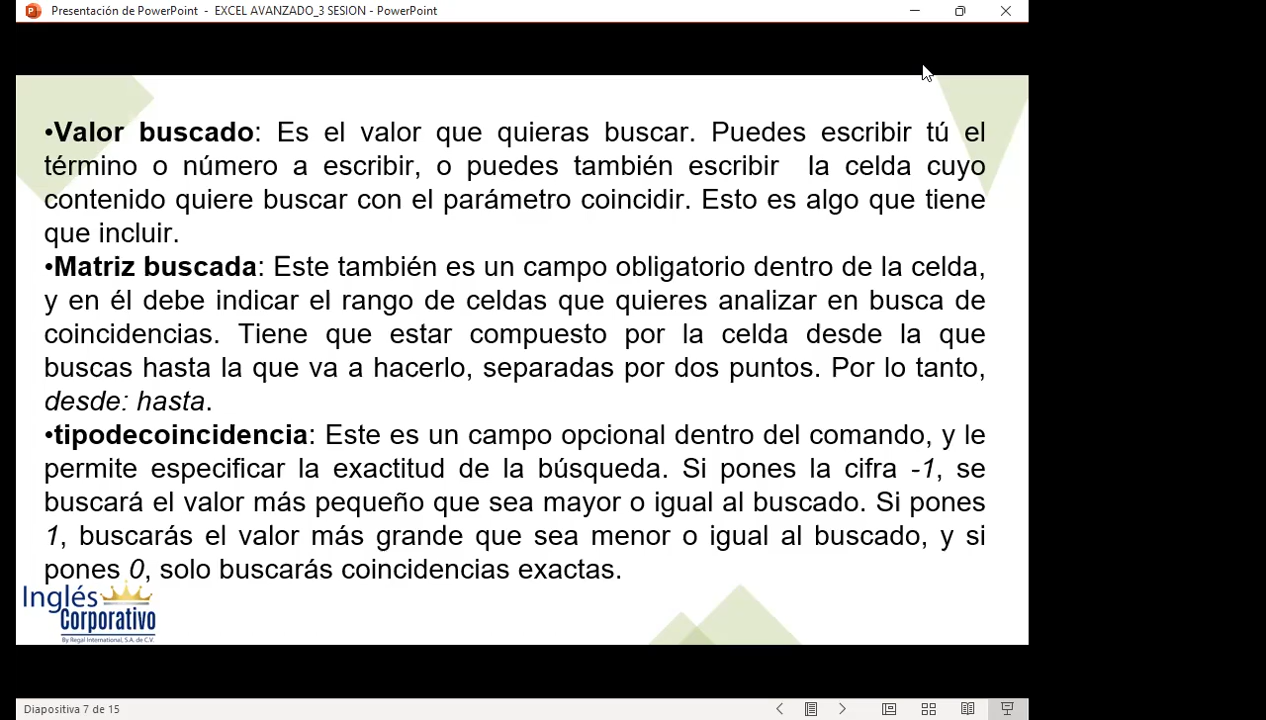 Presentación de PowerPoint - EXCEL AVANZADO_3 SESION - PowerPoint
•Valor buscado: Es el valor que quieras buscar. Puedes escribir tú el
término o número a escribir, o puedes también escribir la celda cuyo
contenido quiere buscar con el parámetro coincidir. Esto es algo que tiene
que incluir.
•Matriz buscada: Este también es un campo obligatorio dentro de la celda,
y en él debe indicar el rango de celdas que quieres analizar en busca de
coincidencias. Tiene que estar compuesto por la celda desde la que
buscas hasta la que va a hacerlo, separadas por dos puntos. Por lo tanto,
desde: hasta.
•tipodecoincidencia: Este es un campo opcional dentro del comando, y le
permite especificar la exactitud de la búsqueda. Si pones la cifra -1, se
buscará el valor más pequeño que sea mayor o igual al buscado. Si pones
1, buscarás el valor más grande que sea menor o igual al buscado, y si
pones 0, solo buscarás coincidencias exactas.
Inglés
Corporativo
By Regal International, S.A. de C.V.
Diapositiva 7 de 15